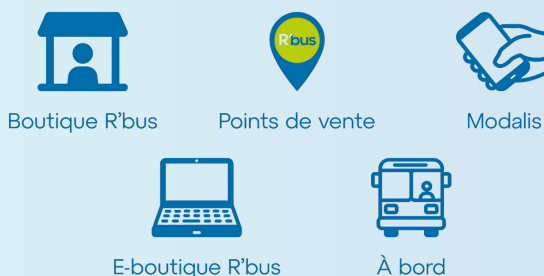 R'bus
Boutique R'bus
Points de vente
Modalis
E-boutique R'bus
À bord